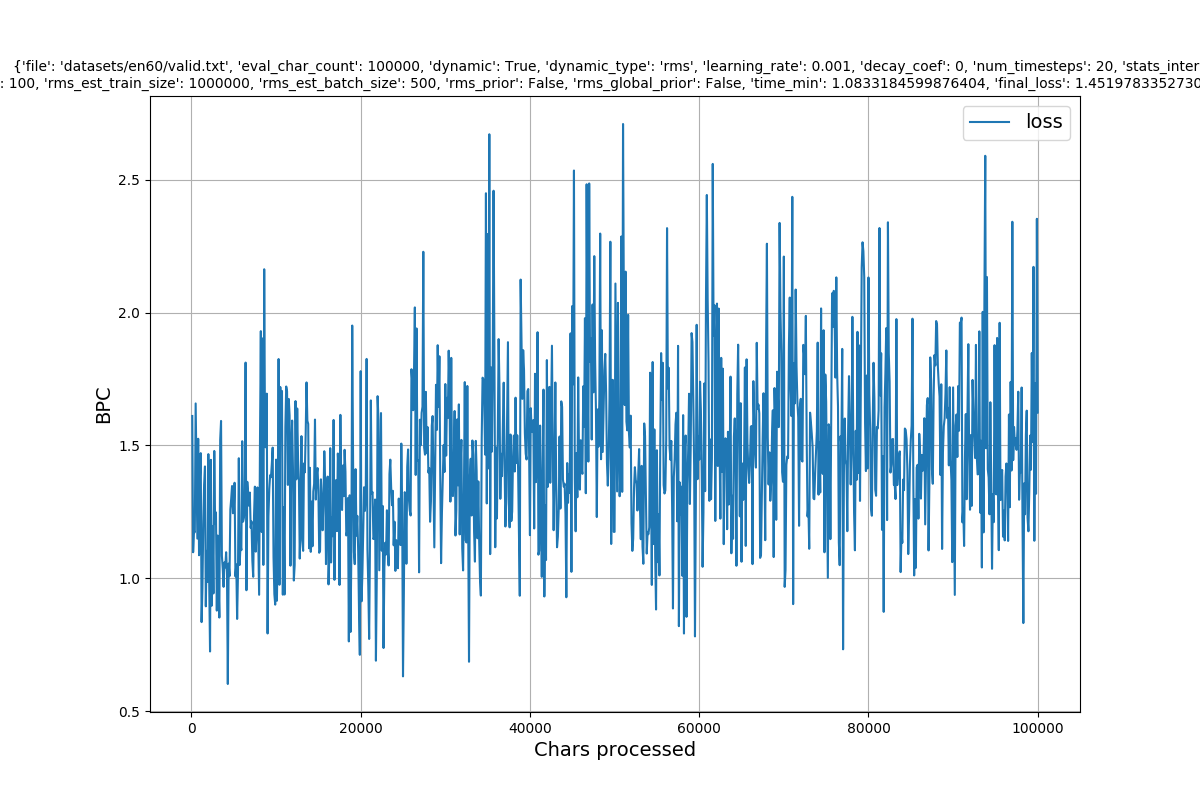 {'file': 'datasets/en60/valid.txt', 'eval_char_count': 100000, 'dynamic': True, 'dynamic_type': 'rms', 'learning_rate': 0.001, 'decay_coef': 0, 'num_timesteps': 20, 'stats_inter
: 100, 'rms_est_train_size': 1000000, 'rms_est_batch_size': 500, 'rms_prior': False, 'rms_global_prior': False, 'time_min': 1.0833184599876404, 'final_loss': 1.4519783352730
loss
2.5
2.0
1.5
1.0
0.5
BPC
0 20000 40000 60000 80000 100000
Chars processed